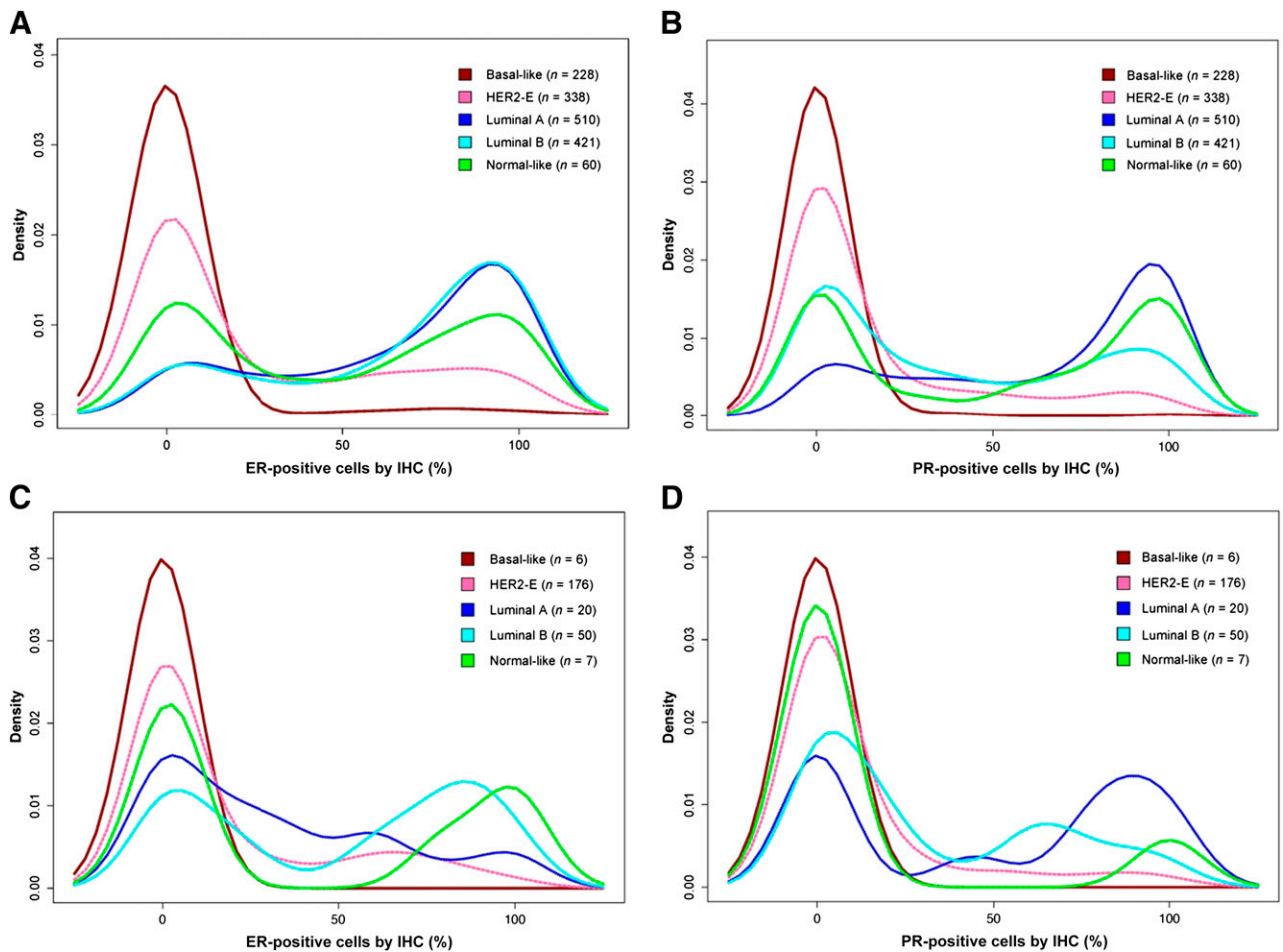 A
0.04
0.03
0.02
0.01
0.00
Density
Basal-like (n = 228)
HER2-E (n = 338)
Luminal A (n = 510)
Luminal B (n = 421)
Normal-like (n = 60)
0 50 100
ER-positive cells by IHC (%)
B
0.04
0.03
0.02
0.01
0.00
Density
Basal-like (n = 228)
HER2-E (n = 338)
Luminal A (n = 510)
Luminal B (n = 421)
Normal-like (n = 60)
0 50 100
PR-positive cells by IHC (%)
C
0.04
0.03
0.02
0.01
0.00
Density
Basal-like (n = 6)
HER2-E (n = 176)
Luminal A (n = 20)
Luminal B (n = 50)
Normal-like (n = 7)
0 50 100
ER-positive cells by IHC (%)
D
0.04
0.03
0.02
0.01
0.00
Density
Basal-like (n = 6)
HER2-E (n = 176)
Luminal A (n = 20)
Luminal B (n = 50)
Normal-like (n = 7)
0 50 100
PR-positive cells by IHC (%)